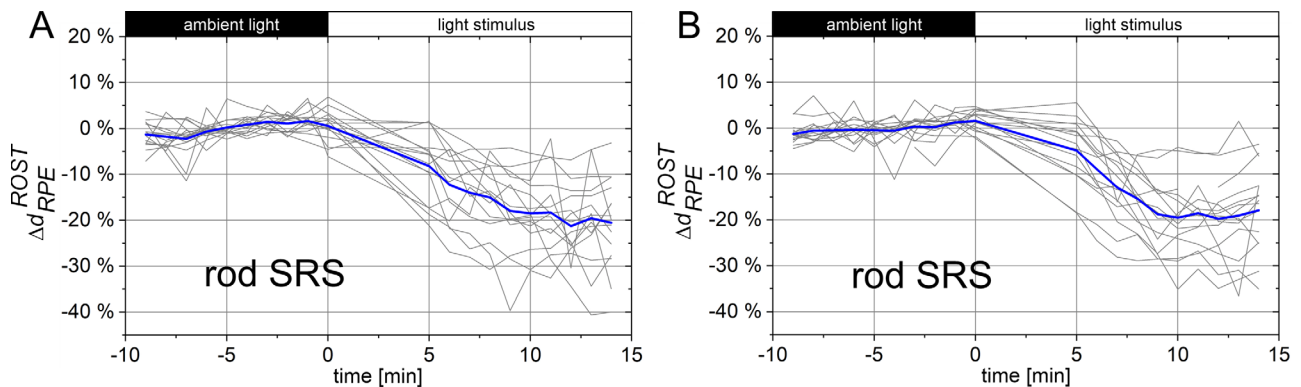 A
ambient light
light stimulus
20 %
10 %
0 %
-10 %
-20 %
-30 %
-40 %
Δd ROST RPE
rod SRS
-10
-5
0
5
10
15
time [min]
B
ambient light
light stimulus
20 %
10 %
0 %
-10 %
-20 %
-30 %
-40 %
Δd ROST RPE
rod SRS
-10
-5
0
5
10
15
time [min]